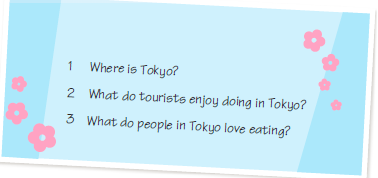 1 Where is Tokyo?
2 What do tourists enjoy doing in Tokyo?
3 What do people in Tokyo love eating?